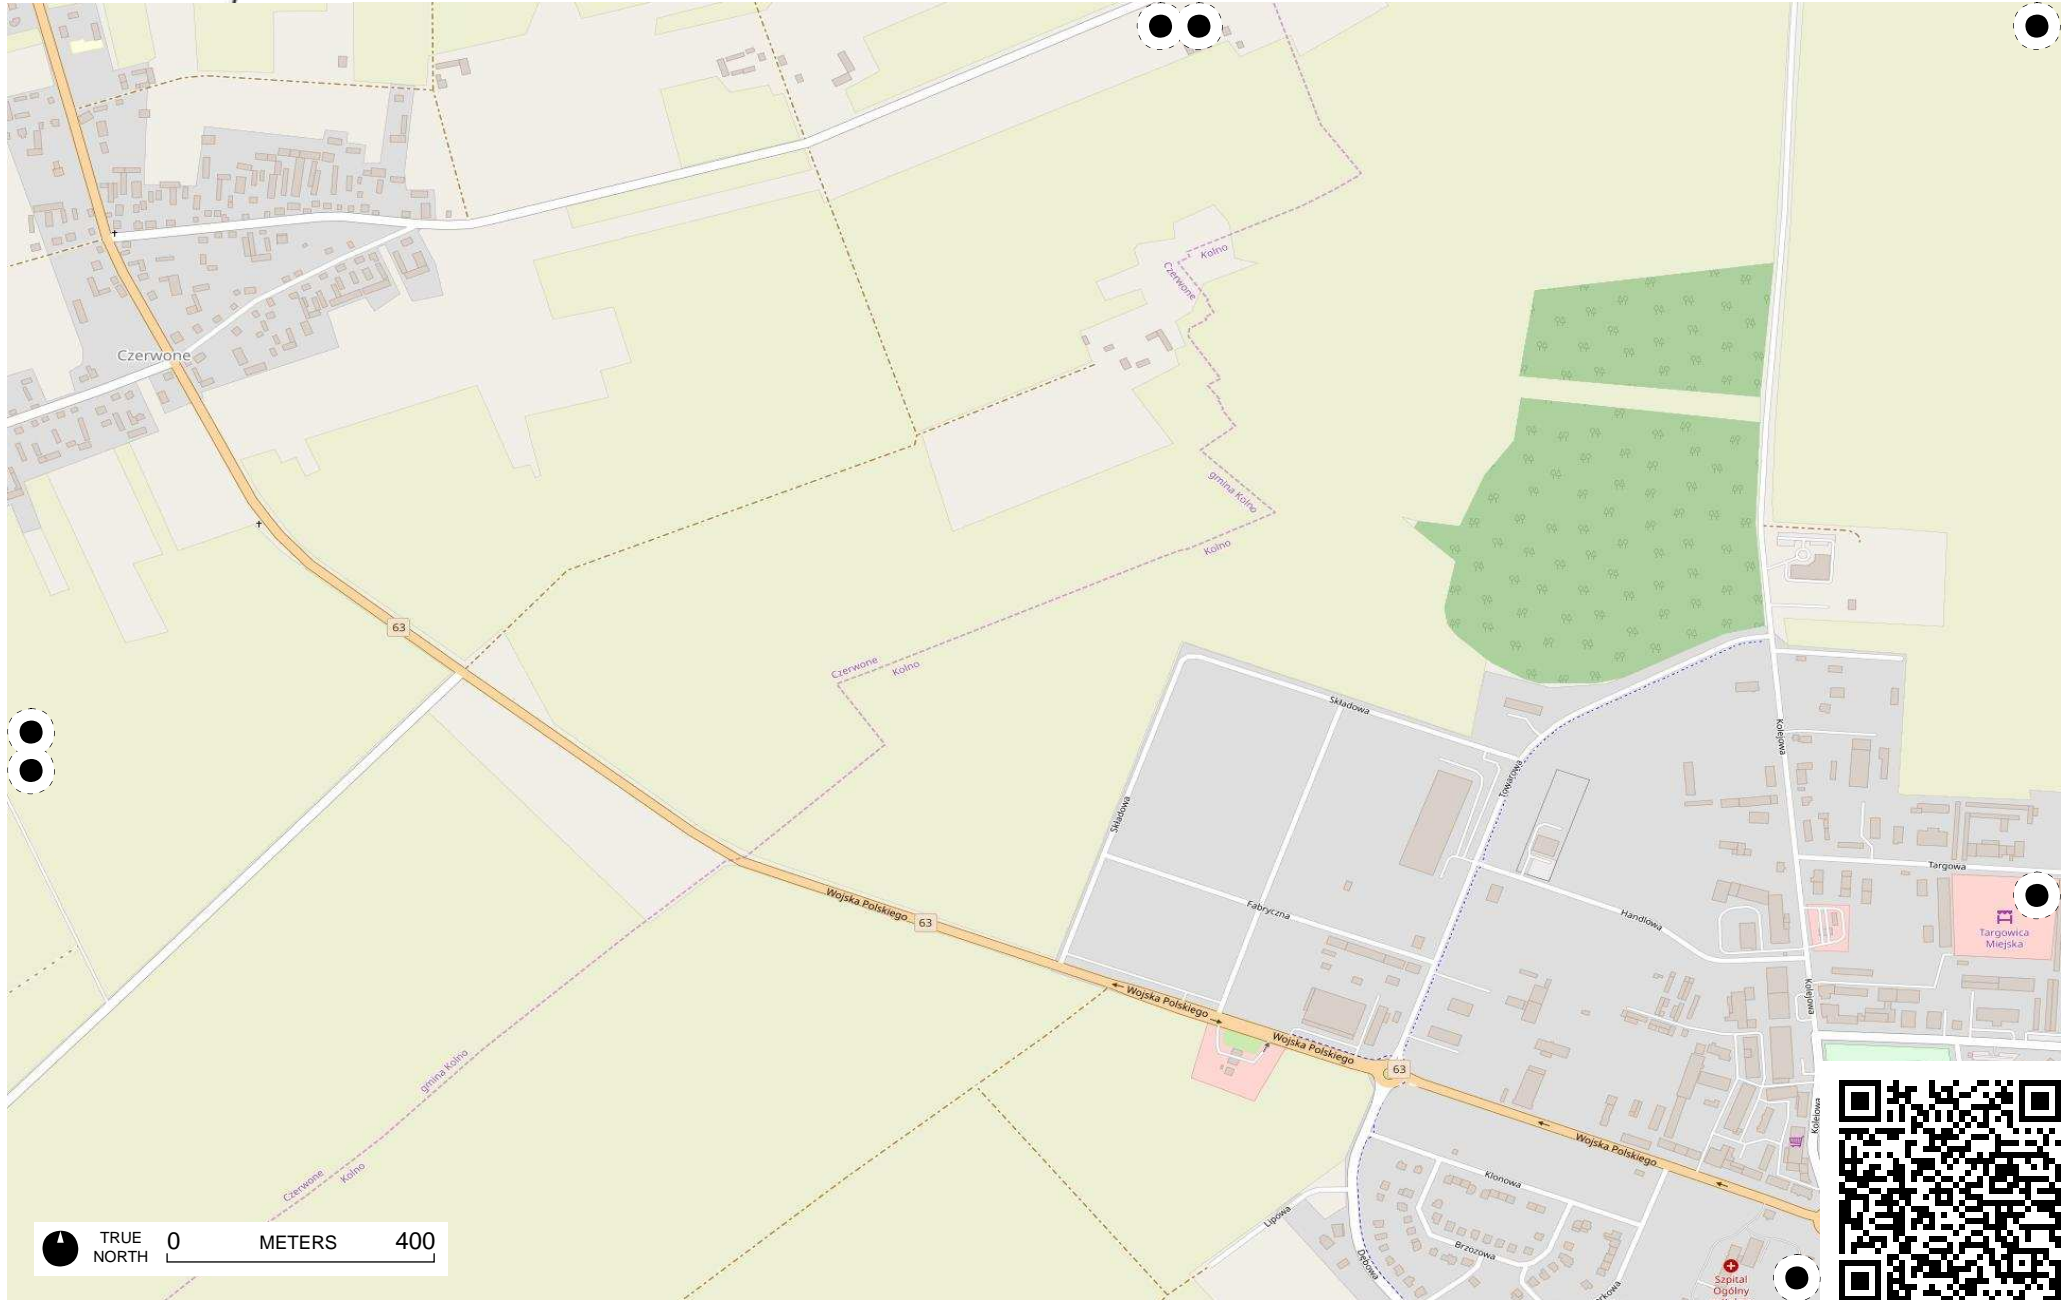 Kolno
Czerwone
Czerwone
gmina Kolno
Kolno
63
Czerwone
Kolno
Składowa
Kolejowa
Towarowa
Składowa
Targowa
Wojska Polskiego
63
Fabryczna
Handlowa
Targowica
Miejska
Wojska Polskiego
Kolejowa
Wojska Polskiego
63
gmina Kolno
Kolejowa
Wojska Polskiego
Czerwone
Kolno
Klonowa
Lipowa
Brzozowa
Dębowa
TRUE
NORTH
0 METERS 400
Szpital
Ogólny